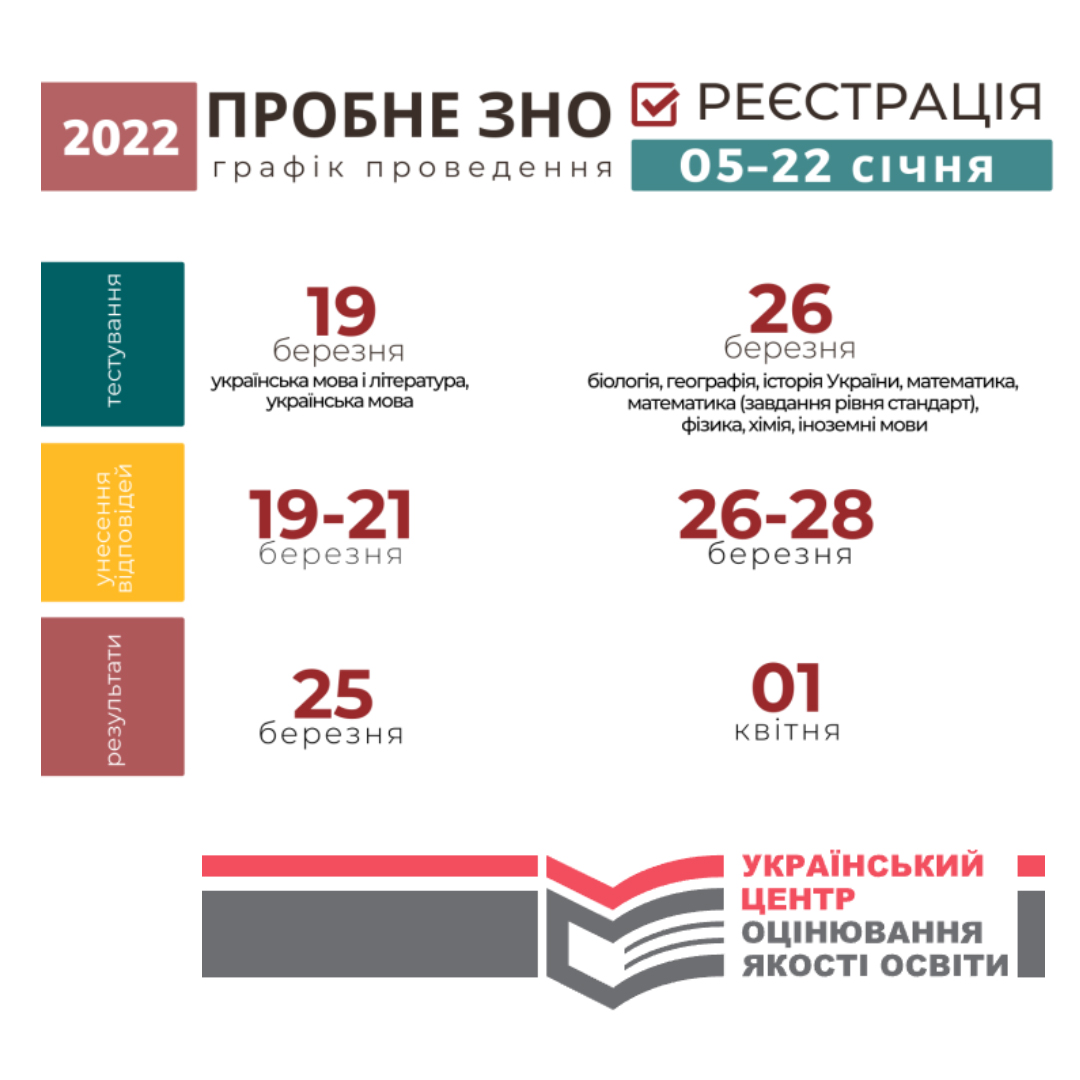 2022
ПРОБНЕ ЗНО
графік проведення
РЕЄСТРАЦІЯ
05–22 січня
тестування
19
березня
українська мова і література,
українська мова
26
березня
біологія, географія, історія України, математика,
математика (завдання рівня стандарт),
фізика, хімія, іноземні мови
унесення
відповідей
19-21
березня
26-28
березня
результати
25
березня
01
квітня
УКРАЇНСЬКИЙ
ЦЕНТР
ОЦІНЮВАННЯ
ЯКОСТІ ОСВІТИ